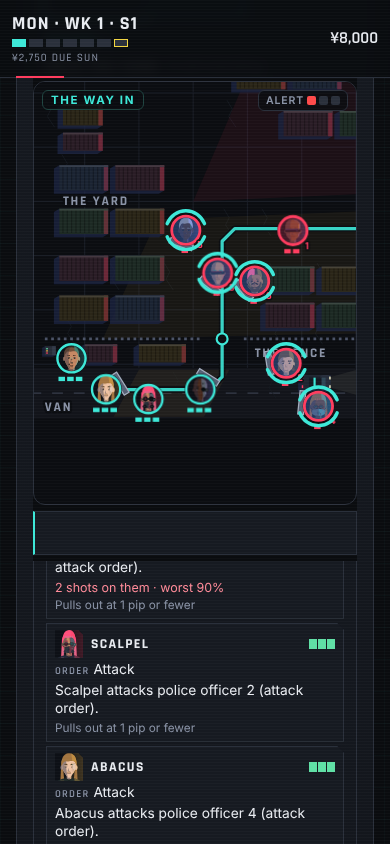 MON · WK 1 · S1
¥8,000
¥2,750 DUE SUN
THE WAY IN
ALERT
THE YARD
VAN
attack order).
2 shots on them · worst 90%
Pulls out at 1 pip or fewer
SCALPEL
ORDER Attack
Scalpel attacks police officer 2 (attack
order).
Pulls out at 1 pip or fewer
ABACUS
ORDER Attack
Abacus attacks police officer 4 (attack
order).